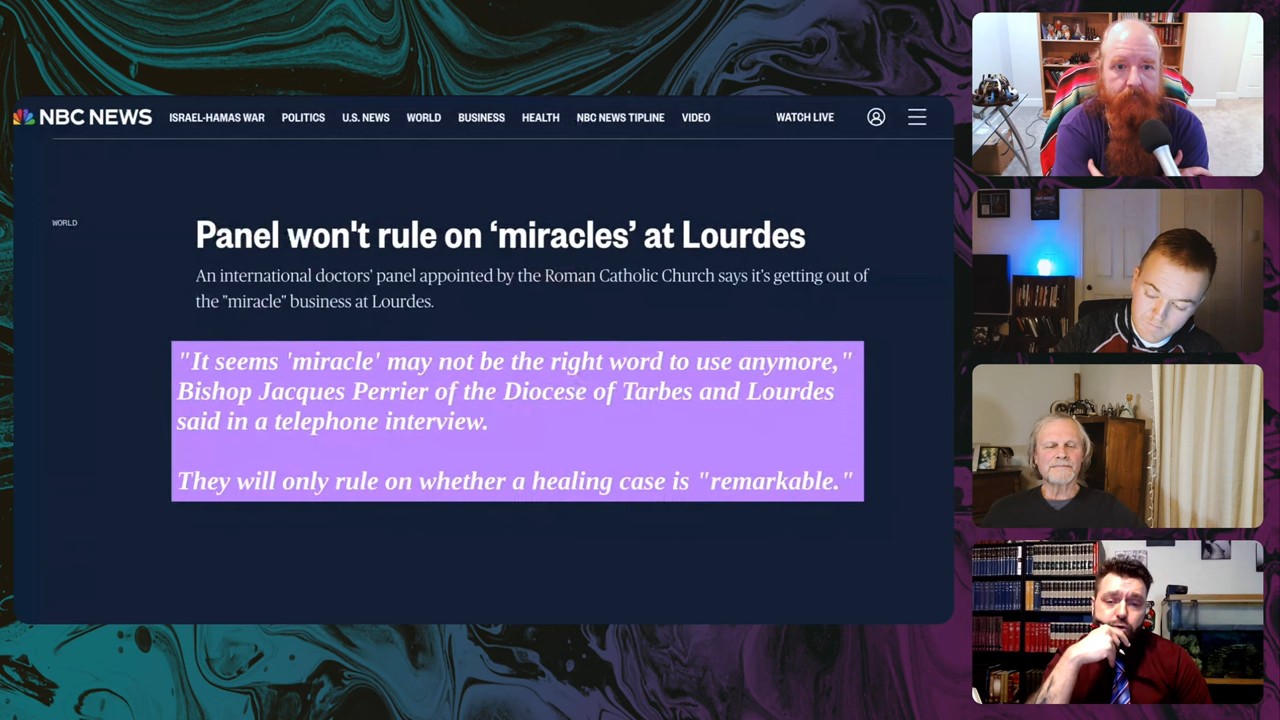 NBC NEWS ISRAEL-HAMAS WAR POLITICS U.S. NEWS WORLD BUSINESS HEALTH NBC NEWS TIPLINE VIDEO WATCH LIVE
WORLD
Panel won't rule on ‘miracles’ at Lourdes
An international doctors' panel appointed by the Roman Catholic Church says it’s getting out of
the "miracle" business at Lourdes.
"It seems 'miracle' may not be the right word to use anymore,"
Bishop Jacques Perrier of the Diocese of Tarbes and Lourdes
said in a telephone interview.
They will only rule on whether a healing case is "remarkable."